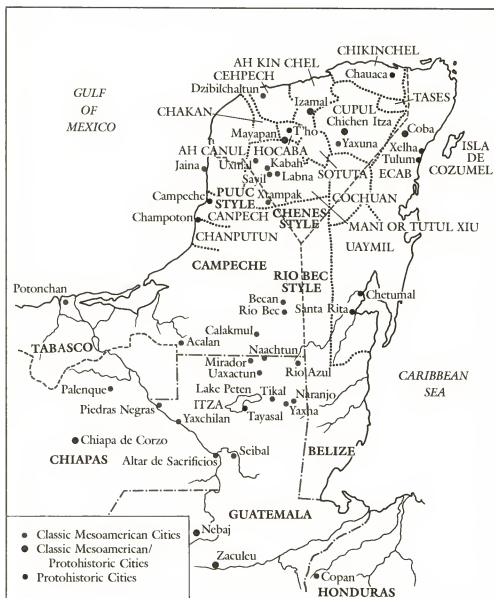 CHIKINCHEL
AH KIN CHEL
CEHPECH
Chauaca
Dzibilchaltun
GULF
OF
MEXICO
Izamal
TASES
CHAKAN
CUPUL
Chichen Itza
Mayapan
T'ho
Coba
Yaxuna
Xelha
ISLA
DE
COZUMEL
AH CANUL
HOCABA
Tulum
Uxmal
Kabah
Jaina
Sayil
Labna
SOTUTA
ECAB
PUUC
STYLE
Xtampak
COCHUAN
Campeche
CHENES
STYLE
MANI OR TUTUL XIU
Champoton
CANPECH
UAYMIL
CHANPUTUN
CAMPECHE
RIO BEC
STYLE
Potonchan
Becan
Chetumal
Rio Bec
Santa Rita
Calakmul
TABASCO
Acalan
Naachtun
Mirador
Rio Azul
Uaxactun
CARIBBEAN
SEA
Palenque
Lake Peten
Tikal
Naranjo
Piedras Negras
ITZA
Tayasal
Yaxha
Yaxchilan
Chiapa de Corzo
BELIZE
CHIAPAS
Altar de Sacrificios
Seibal
GUATEMALA
Nebaj
Zaculeu
Copan
HONDURAS
Classic Mesoamerican Cities
Classic Mesoamerican/
Protohistoric Cities
Protohistoric Cities